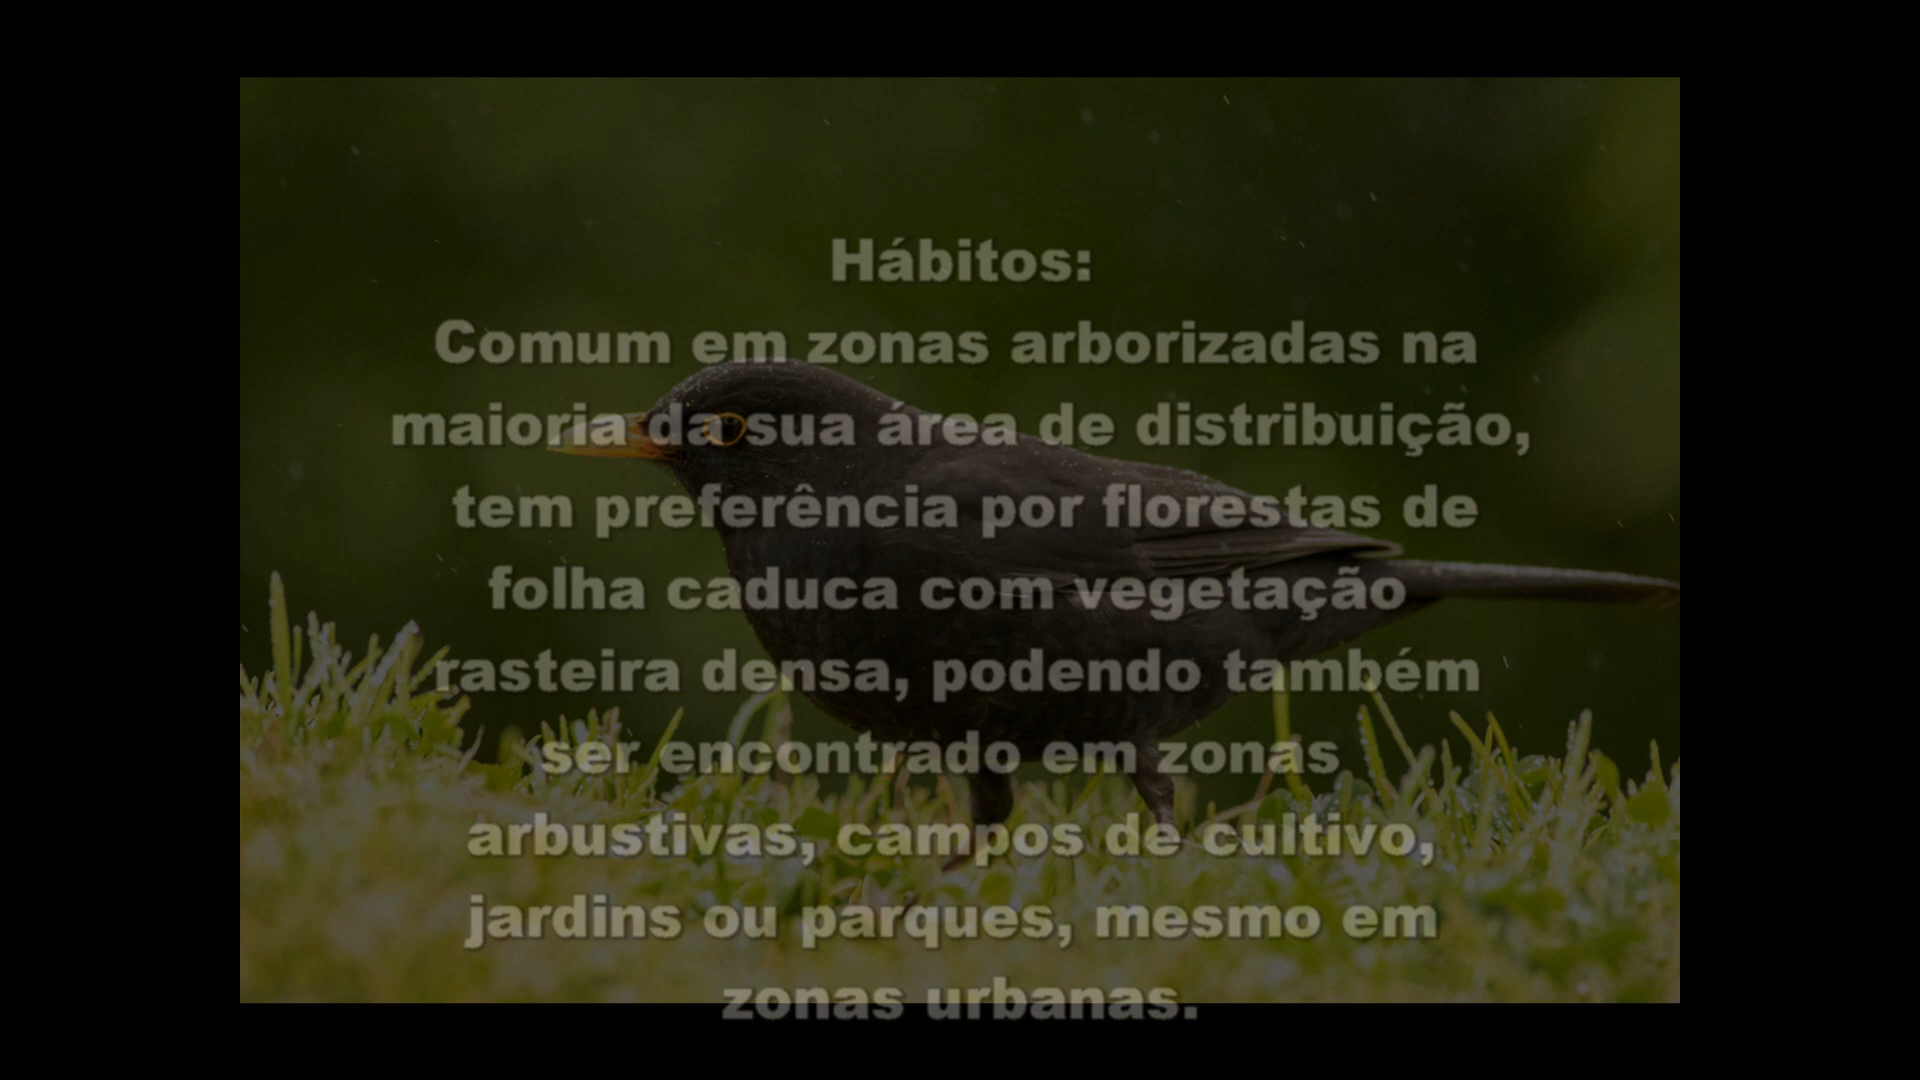 Hábitos:
Comum em zonas arborizadas na
maioria da sua área de distribuição,
tem preferência por florestas de
folha caduca com vegetação
rasteira densa, podendo também
ser encontrado em zonas
arbustivas, campos de cultivo,
jardins ou parques, mesmo em
zonas urbanas.